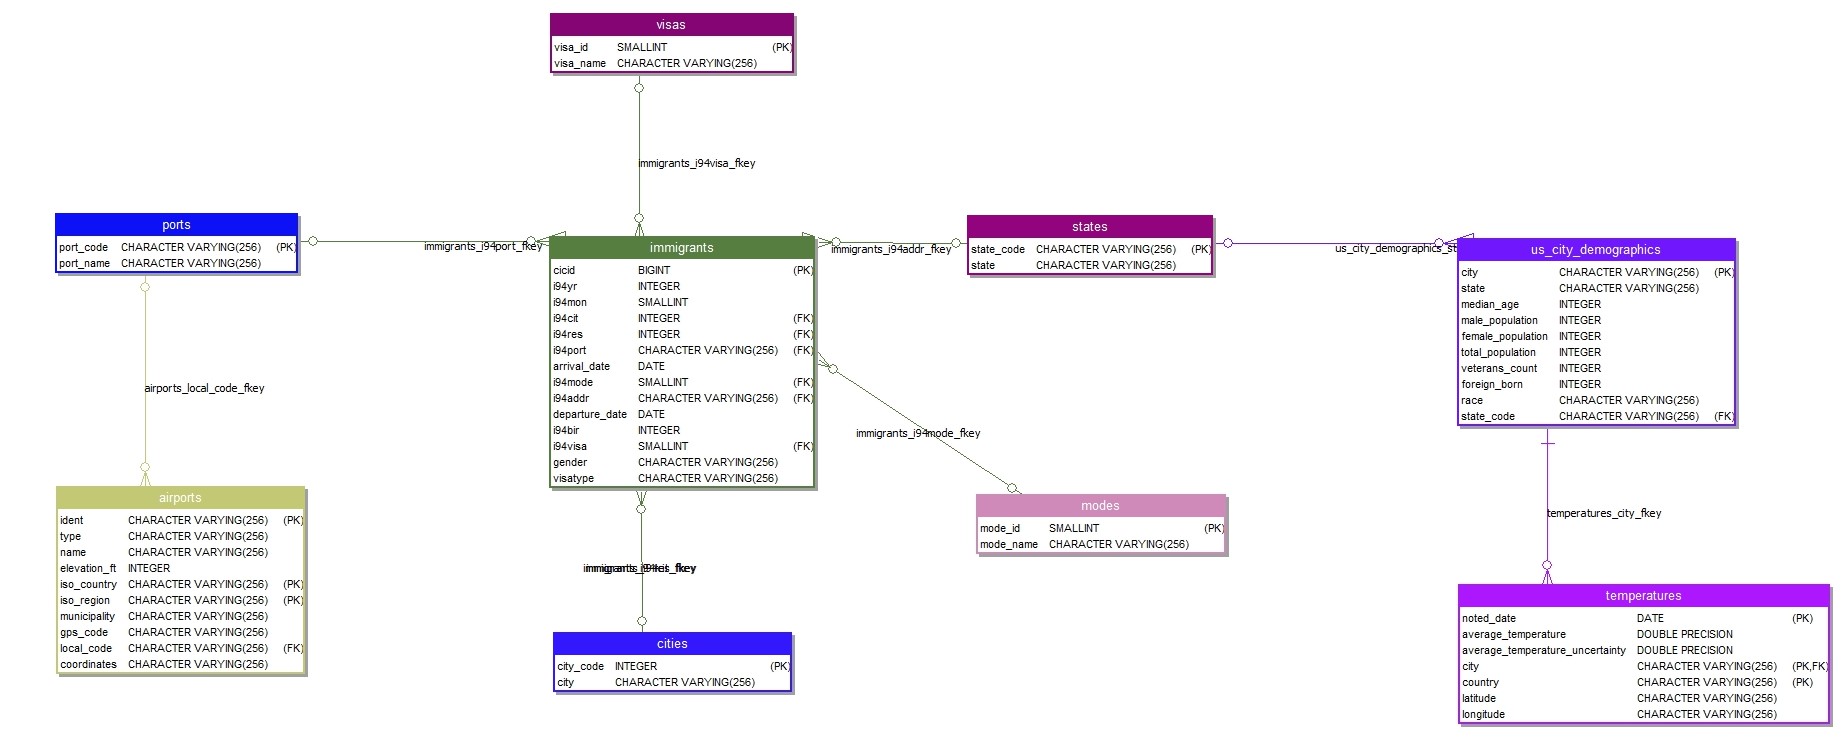 visas
visa_id SMALLINT (PK)
visa_name CHARACTER VARYING(256)
immigrants_i94visa_fkey
ports
port_code CHARACTER VARYING(256) (PK)
port_name CHARACTER VARYING(256)
immigrants_i94port_fkey
immigrants
cicid BIGINT (PK)
i94yr INTEGER
i94mon SMALLINT
i94cit INTEGER (FK)
i94res INTEGER (FK)
i94port CHARACTER VARYING(256) (FK)
arrival_date DATE
i94mode SMALLINT (FK)
i94addr CHARACTER VARYING(256) (FK)
departure_date DATE
i94bir INTEGER
i94visa SMALLINT (FK)
gender CHARACTER VARYING(256)
visatype CHARACTER VARYING(256)
immigrants_i94addr_fkey
states
state_code CHARACTER VARYING(256) (PK)
state CHARACTER VARYING(256)
us_city_demographics_st
us_city_demographics
city CHARACTER VARYING(256) (PK)
state CHARACTER VARYING(256)
median_age INTEGER
male_population INTEGER
female_population INTEGER
total_population INTEGER
veterans_count INTEGER
foreign_born INTEGER
race CHARACTER VARYING(256)
state_code CHARACTER VARYING(256) (FK)
airports_local_code_fkey
immigrants_i94mode_fkey
airports
ident CHARACTER VARYING(256) (PK)
type CHARACTER VARYING(256)
name CHARACTER VARYING(256)
elevation_ft INTEGER
iso_country CHARACTER VARYING(256) (PK)
iso_region CHARACTER VARYING(256) (PK)
municipality CHARACTER VARYING(256)
gps_code CHARACTER VARYING(256)
local_code CHARACTER VARYING(256) (FK)
coordinates CHARACTER VARYING(256)
modes
mode_id SMALLINT (PK)
mode_name CHARACTER VARYING(256)
temperatures_city_fkey
cities
city_code INTEGER (PK)
city CHARACTER VARYING(256)
temperatures
noted_date DATE (PK)
average_temperature DOUBLE PRECISION
average_temperature_uncertainty DOUBLE PRECISION
city CHARACTER VARYING(256) (PK,FK)
country CHARACTER VARYING(256) (PK)
latitude CHARACTER VARYING(256)
longitude CHARACTER VARYING(256)